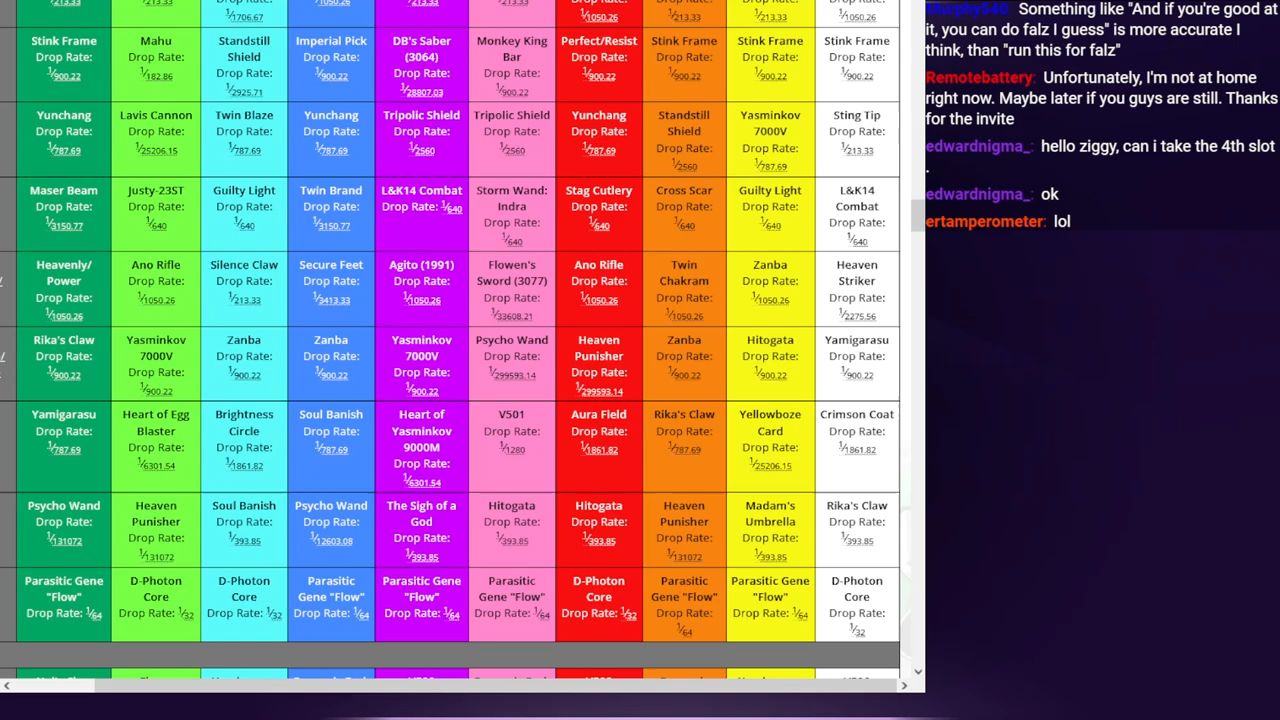 1/213.33 1/213.33 1/1706.67 1/1050.26 1/213.33 1/213.33 1/1050.26 1/213.33 1/213.33 1/1050.26
Stink Frame
Drop Rate:
1/900.22
Mahu
Drop Rate:
1/182.86
Standstill
Shield
Drop Rate:
1/2925.71
Imperial Pick
Drop Rate:
1/900.22
DB's Saber
(3064)
Drop Rate:
1/28807.03
Monkey King
Bar
Drop Rate:
1/900.22
Perfect/Resist
Drop Rate:
1/900.22
Stink Frame
Drop Rate:
1/900.22
Stink Frame
Drop Rate:
1/900.22
Stink Frame
Drop Rate:
1/900.22
Yunchang
Drop Rate:
1/787.69
Lavis Cannon
Drop Rate:
1/25206.15
Twin Blaze
Drop Rate:
1/787.69
Yunchang
Drop Rate:
1/787.69
Tripolic Shield
Drop Rate:
1/2560
Tripolic Shield
Drop Rate:
1/2560
Yunchang
Drop Rate:
1/787.69
Standstill
Shield
Drop Rate:
1/2560
Yasminkov
7000V
Drop Rate:
1/787.69
Sting Tip
Drop Rate:
1/213.33
Maser Beam
Drop Rate:
1/3150.77
Justy-23ST
Drop Rate:
1/640
Guilty Light
Drop Rate:
1/640
Twin Brand
Drop Rate:
1/3150.77
L&K14 Combat
Drop Rate: 1/640
Storm Wand:
Indra
Drop Rate:
1/640
Stag Cutlery
Drop Rate:
1/640
Cross Scar
Drop Rate:
1/640
Guilty Light
Drop Rate:
1/640
L&K14
Combat
Drop Rate:
1/640
Heavenly/
Power
Drop Rate:
1/1050.26
Ano Rifle
Drop Rate:
1/1050.26
Silence Claw
Drop Rate:
1/213.33
Secure Feet
Drop Rate:
1/3413.33
Agito (1991)
Drop Rate:
1/1050.26
Flowen's
Sword (3077)
Drop Rate:
1/33608.21
Ano Rifle
Drop Rate:
1/1050.26
Twin
Chakram
Drop Rate:
1/1050.26
Zanba
Drop Rate:
1/1050.26
Heaven
Striker
Drop Rate:
1/2275.56
Rika's Claw
Drop Rate:
1/900.22
Yasminkov
7000V
Drop Rate:
1/900.22
Zanba
Drop Rate:
1/900.22
Zanba
Drop Rate:
1/900.22
Yasminkov
7000V
Drop Rate:
1/900.22
Psycho Wand
Drop Rate:
1/299593.14
Heaven
Punisher
Drop Rate:
1/299593.14
Zanba
Drop Rate:
1/900.22
Hitogata
Drop Rate:
1/900.22
Yamigarasu
Drop Rate:
1/900.22
Yamigarasu
Drop Rate:
1/787.69
Heart of Egg
Blaster
Drop Rate:
1/6301.54
Brightness
Circle
Drop Rate:
1/1861.82
Soul Banish
Drop Rate:
1/787.69
Heart of
Yasminkov
9000M
Drop Rate:
1/6301.54
V501
Drop Rate:
1/1280
Aura Field
Drop Rate:
1/1861.82
Rika's Claw
Drop Rate:
1/787.69
Yellowboze
Card
Drop Rate:
1/25206.15
Crimson Coat
Drop Rate:
1/1861.82
Psycho Wand
Drop Rate:
1/131072
Heaven
Punisher
Drop Rate:
1/131072
Soul Banish
Drop Rate:
1/393.85
Psycho Wand
Drop Rate:
1/12603.08
The Sigh of a
God
Drop Rate:
1/393.85
Hitogata
Drop Rate:
1/393.85
Hitogata
Drop Rate:
1/393.85
Heaven
Punisher
Drop Rate:
1/131072
Madam's
Umbrella
Drop Rate:
1/393.85
Rika's Claw
Drop Rate:
1/393.85
Parasitic Gene
"Flow"
Drop Rate: 1/64
D-Photon
Core
Drop Rate: 1/32
D-Photon
Core
Drop Rate: 1/32
Parasitic
Gene "Flow"
Drop Rate: 1/64
Parasitic Gene
"Flow"
Drop Rate: 1/64
Parasitic
Gene "Flow"
Drop Rate: 1/64
D-Photon
Core
Drop Rate: 1/32
Parasitic
Gene "Flow"
Drop Rate:
1/64
Parasitic Gene
"Flow"
Drop Rate: 1/64
D-Photon
Core
Drop Rate:
1/32
Murphy540: Something like "And if you're good at
it, you can do falz I guess" is more accurate I
think, than "run this for falz"
Remotebattery: Unfortunately, I'm not at home
right now. Maybe later if you guys are still. Thanks
for the invite
edwardnigma_: hello ziggy, can i take the 4th slot
.
edwardnigma_: ok
ertamperometer: lol